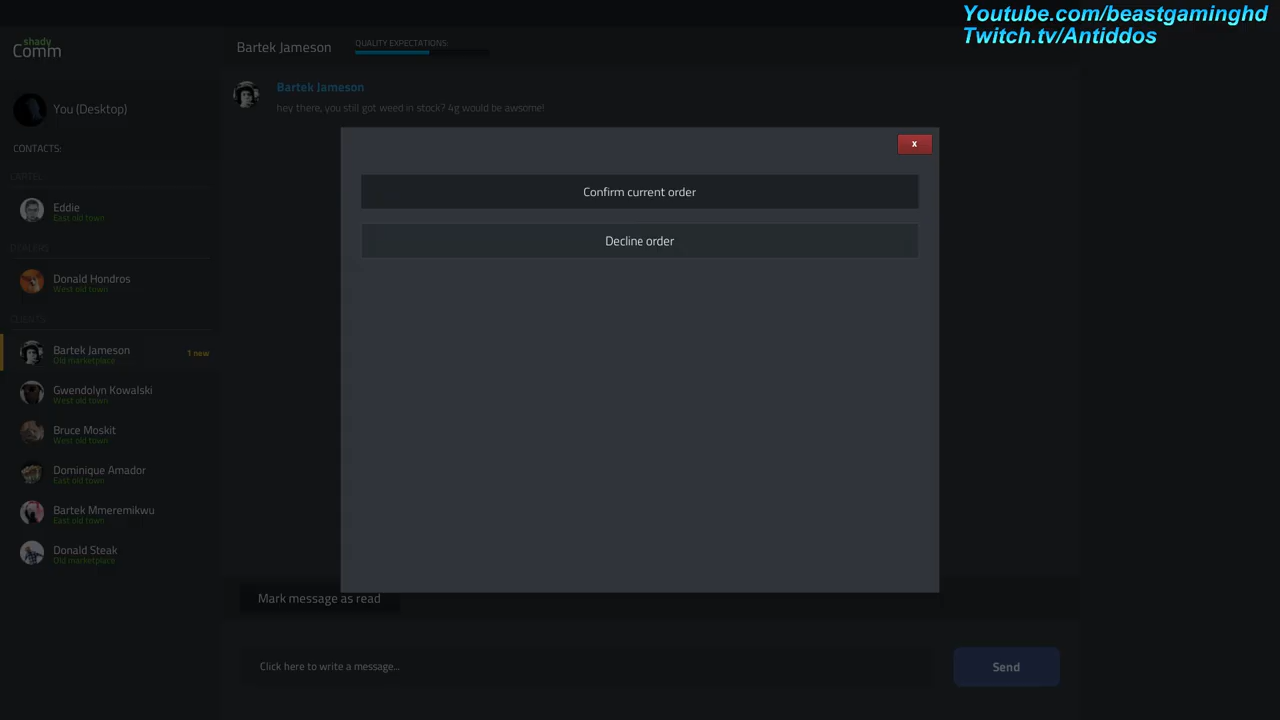 Youtube.com/beastgaminghd
Twitch.tv/Antiddos
shady
Comm
Bartek Jameson
QUALITY EXPECTATIONS:
You (Desktop)
Bartek Jameson
hey there, you still got weed in stock? 4g would be awsome!
CONTACTS:
x
CARTEL
Confirm current order
Eddie
East old town
Decline order
DEALERS
Donald Hondros
West old town
CLIENTS
Bartek Jameson
Old marketplace
1 new
Gwendolyn Kowalski
West old town
Bruce Moskit
West old town
Dominique Amador
East old town
Bartek Mmeremikwu
East old town
Donald Steak
Old marketplace
Mark message as read
Click here to write a message...
Send